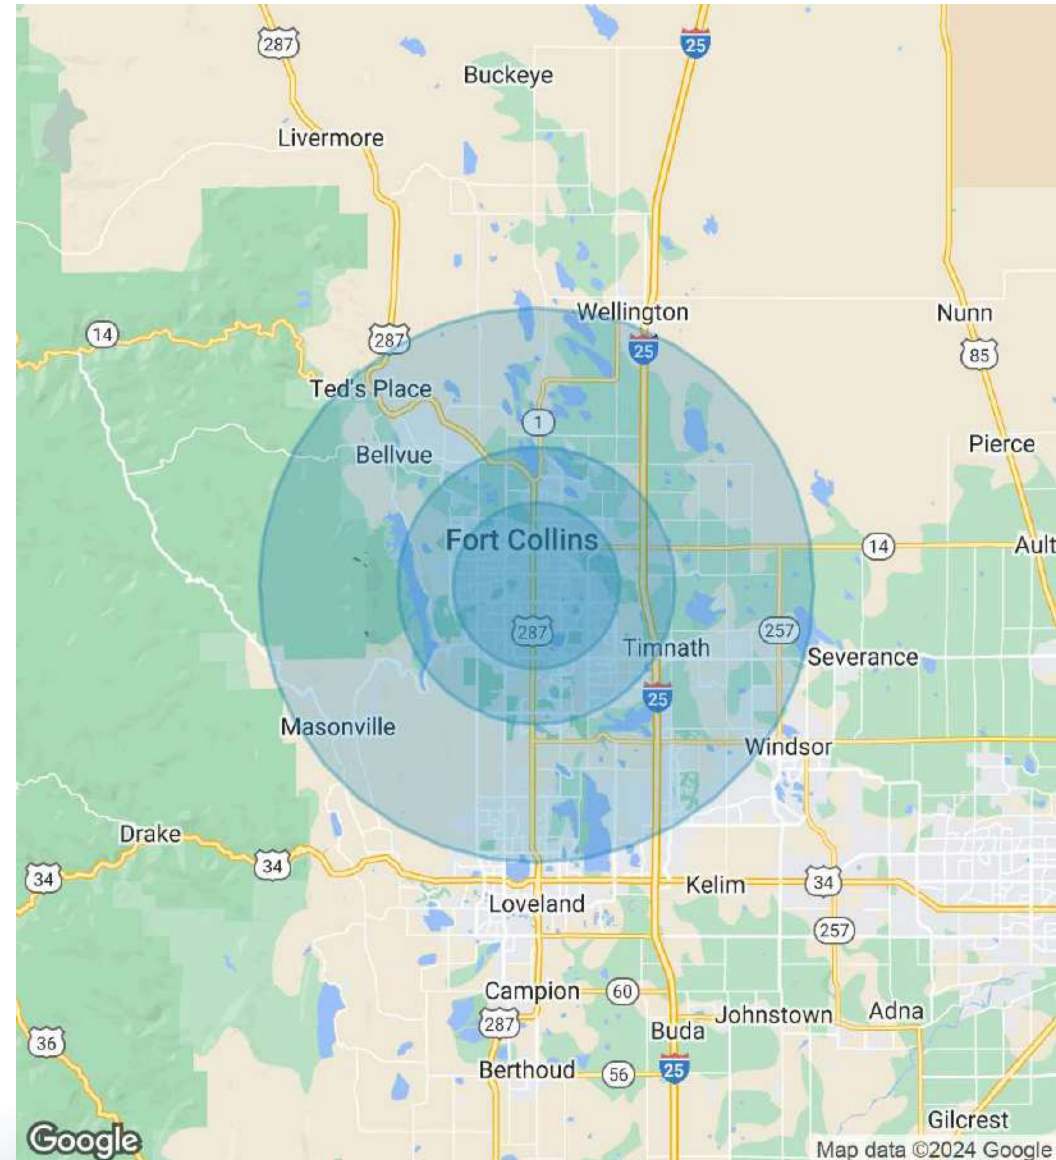 287
25
Buckeye
Livermore
Wellington
Nunn
14
287
25
85
Ted's Place
1
Bellvue
Pierce
Fort Collins
14
Ault
287
Timnath
257
Severance
25
Masonville
Windsor
Drake
34
34
Kelim
34
Loveland
257
Campion
60
Johnstown
Adna
287
Buda
36
Berthoud
56
25
Gilcrest
Google
Map data ©2024 Google